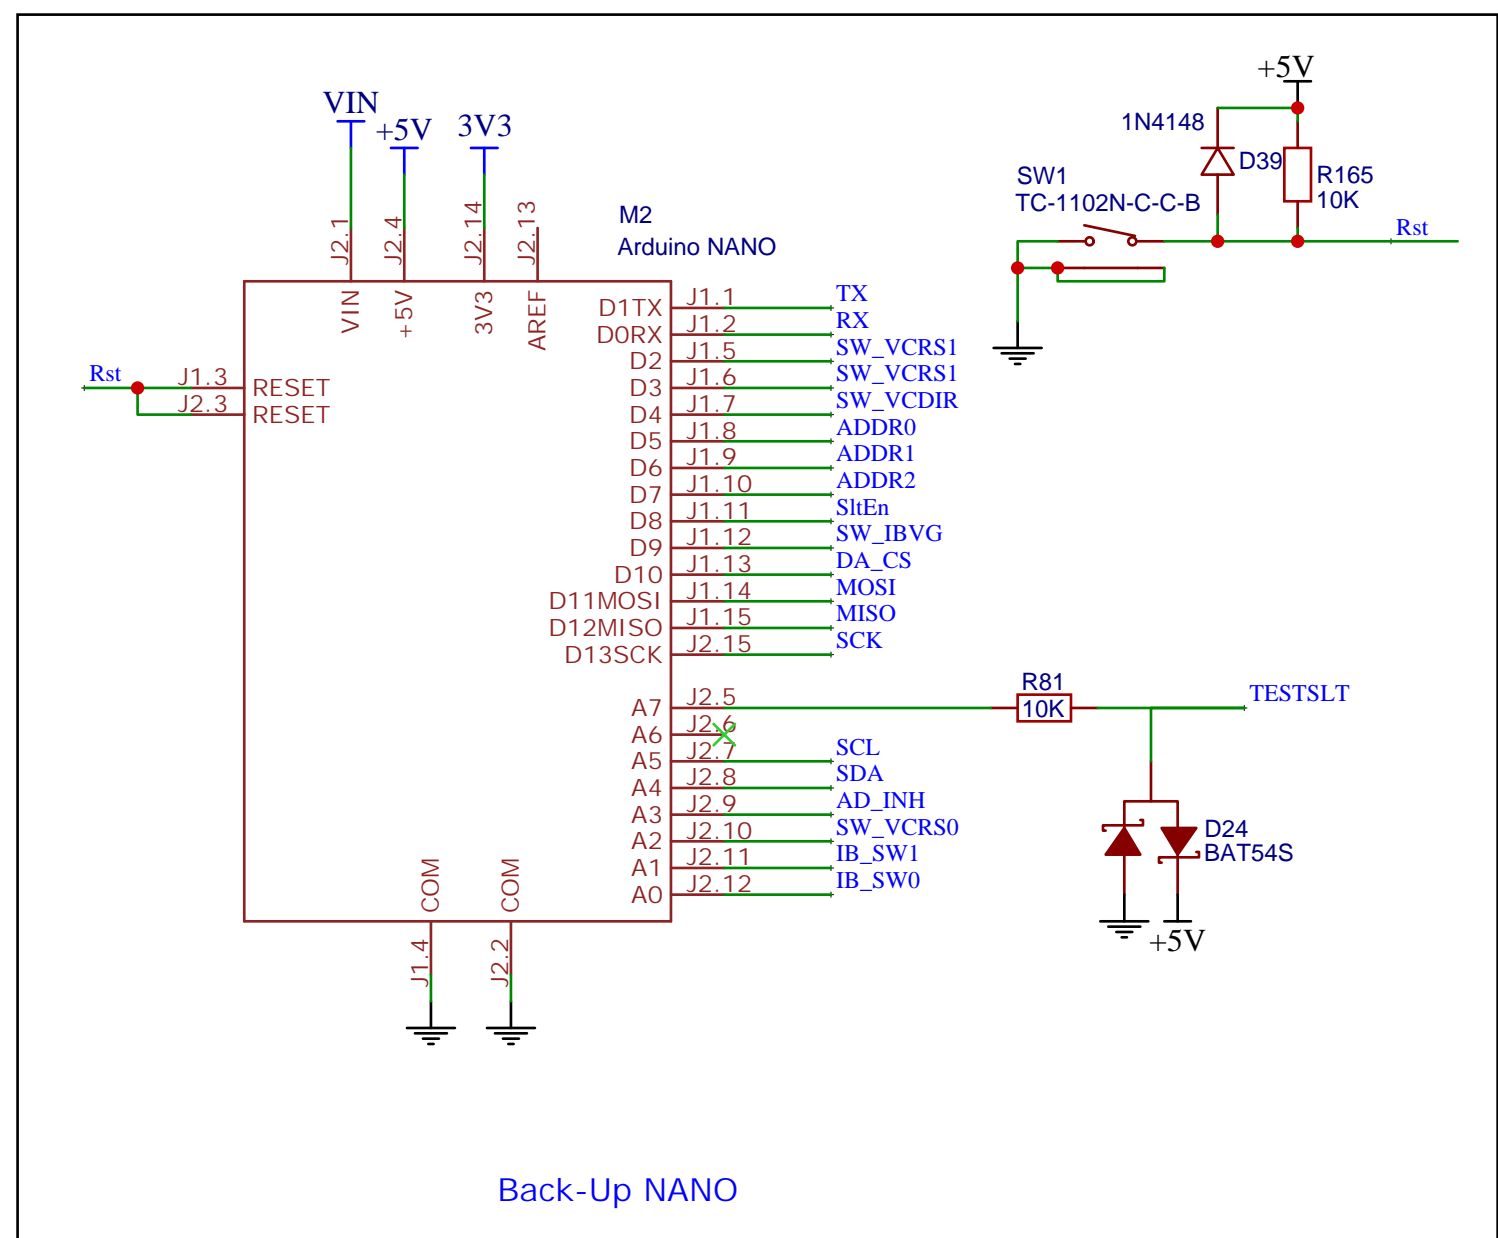 +5V
VIN
+5V
3V3
1N4148
D39
SW1
TC-1102N-C-C-B
R165
10K
Rst
J2.1
J2.4
J2.14
J2.13
M2
Arduino NANO
VIN
+5V
3V3
AREF
D1TX J1.1 TX
D0RX J1.2 RX
D2 J1.5 SW_VCRS1
D3 J1.6 SW_VCRS1
D4 J1.7 SW_VCDIR
D5 J1.8 ADDR0
D6 J1.9 ADDR1
D7 J1.10 ADDR2
D8 J1.11 SltEn
D9 J1.12 SW_IBVG
D10 J1.13 DA_CS
D11MOSI J1.14 MOSI
D12MISO J1.15 MISO
D13SCK J2.15 SCK
Rst
J1.3 RESET
J2.3 RESET
A7 J2.5
R81
10K
TESTSLT
A6 J2.6
A5 J2.7 SCL
A4 J2.8 SDA
A3 J2.9 AD_INH
A2 J2.10 SW_VCRS0
A1 J2.11 IB_SW1
A0 J2.12 IB_SW0
D24
BAT54S
+5V
COM
COM
J1.4
J2.2
Back-Up NANO